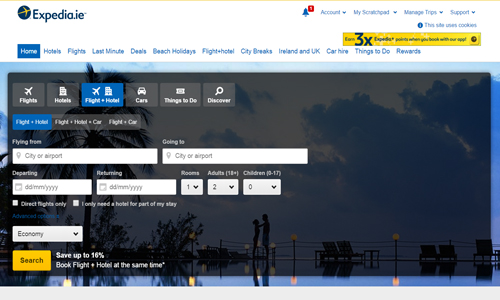 Expedia.ie
1
Account
My Scratchpad
Manage Trips
Support
This site uses cookies
Earn 3x Expedia+ points when you book with our app!
Home Hotels Flights Last Minute Deals Beach Holidays Flight+hotel City Breaks Ireland and UK Car hire Things to Do Rewards
Flights Hotels Flight + Hotel Cars Things to Do Discover
Flight + Hotel Flight + Hotel + Car Flight + Car
Flying from Going to
City or airport City or airport
Departing Returning Rooms Adults (18+) Children (0-17)
dd/mm/yyyy dd/mm/yyyy 1 2 0
Direct flights only I only need a hotel for part of my stay
Advanced options
Economy
Search
Save up to 16%
Book Flight + Hotel at the same time*